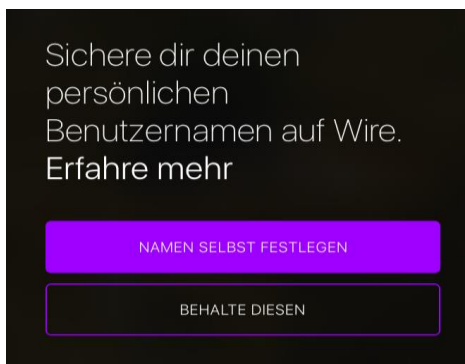 Sichere dir deinen
persönlichen
Benutzernamen auf Wire.
Erfahre mehr
NAMEN SELBST FESTLEGEN
BEHALTE DIESEN